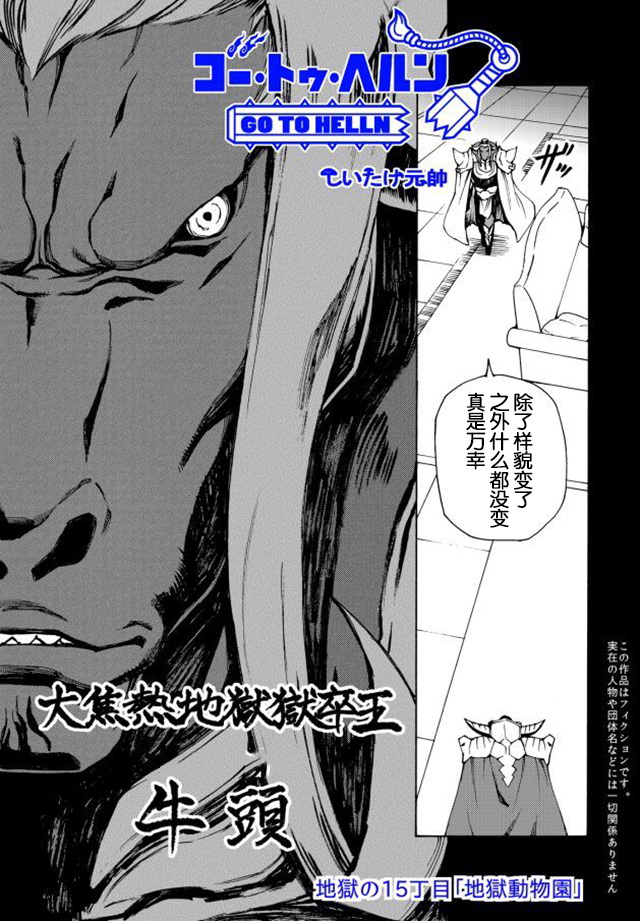 ゴー・トゥ・ヘルン
GO TO HELLN
しいたけ元帥
ザッ
除了样貌变了
之外什么都没变
真是万幸
大焦熱地獄獄卒王
牛頭
地獄の15丁目「地獄動物園」
この作品はフィクションです。
実在の人物や団体名などには一切関係ありません